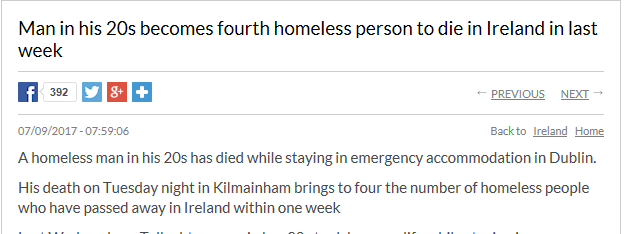 Man in his 20s becomes fourth homeless person to die in Ireland in last
week
392
← PREVIOUS NEXT →
07/09/2017 - 07:59:06 Back to Ireland Home
A homeless man in his 20s has died while staying in emergency accommodation in Dublin.
His death on Tuesday night in Kilmainham brings to four the number of homeless people
who have passed away in Ireland within one week